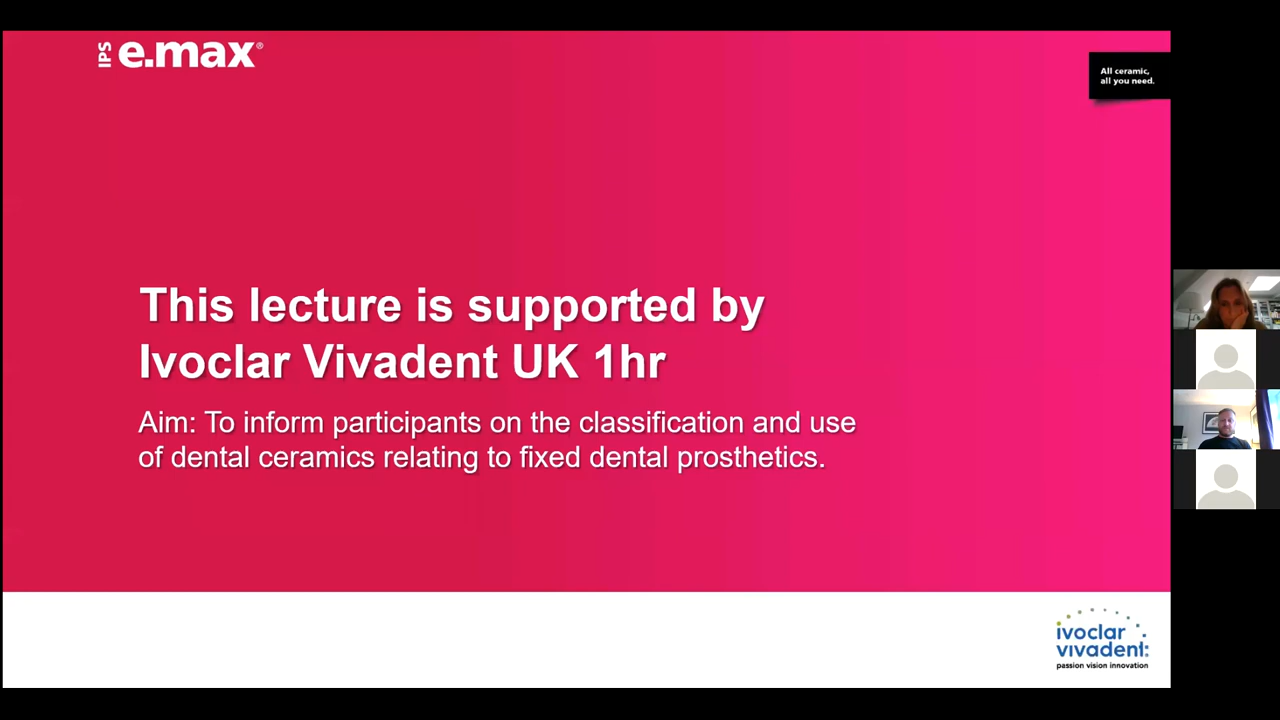 IPS e.max®
All ceramic,
all you need.
This lecture is supported by
Ivoclar Vivadent UK 1hr
Aim: To inform participants on the classification and use
of dental ceramics relating to fixed dental prosthetics.
ivoclar
vivadent:
passion vision innovation